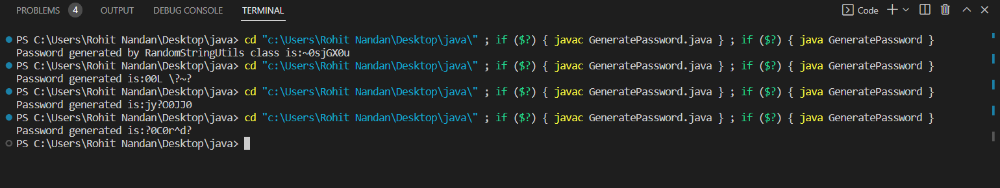 PROBLEMS 4 OUTPUT DEBUG CONSOLE TERMINAL Code
PS C:\Users\Rohit Nandan\Desktop\java> cd "c:\Users\Rohit Nandan\Desktop\java\" ; if ($?) { javac GeneratePassword.java } ; if ($?) { java GeneratePassword }
Password generated by RandomStringUtils class is:~0sjGX0u
PS C:\Users\Rohit Nandan\Desktop\java> cd "c:\Users\Rohit Nandan\Desktop\java\" ; if ($?) { javac GeneratePassword.java } ; if ($?) { java GeneratePassword }
Password generated is:00L \?~?
PS C:\Users\Rohit Nandan\Desktop\java> cd "c:\Users\Rohit Nandan\Desktop\java\" ; if ($?) { javac GeneratePassword.java } ; if ($?) { java GeneratePassword }
Password generated is:jy?O0JJ0
PS C:\Users\Rohit Nandan\Desktop\java> cd "c:\Users\Rohit Nandan\Desktop\java\" ; if ($?) { javac GeneratePassword.java } ; if ($?) { java GeneratePassword }
Password generated is:?0C0r^d?
PS C:\Users\Rohit Nandan\Desktop\java>